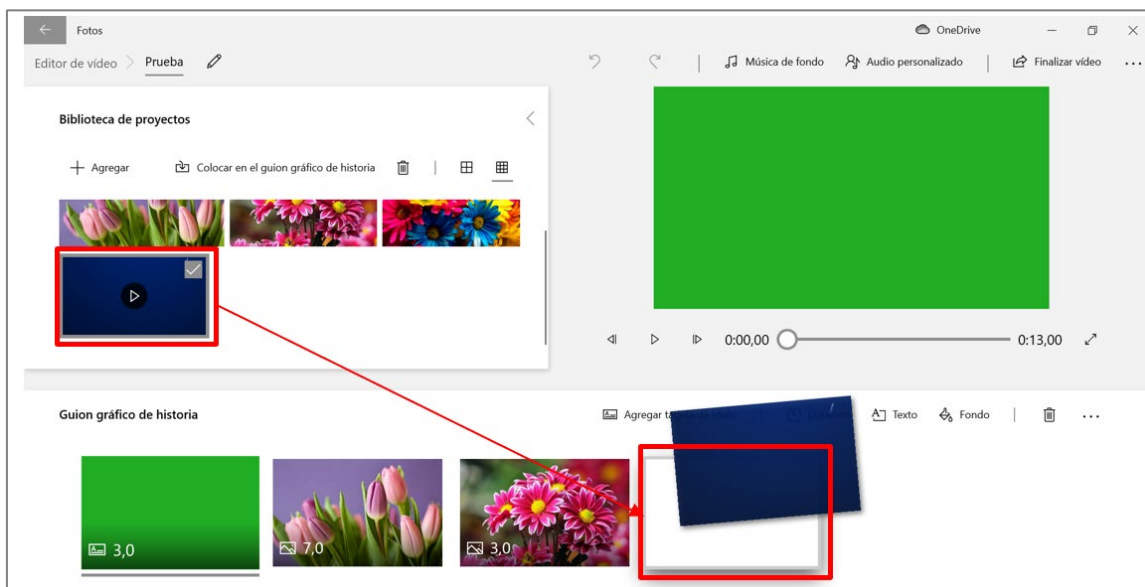 Fotos
OneDrive
Editor de vídeo
Prueba
Música de fondo
Audio personalizado
Finalizar vídeo
Biblioteca de proyectos
Agregar
Colocar en el guion gráfico de historia
0:00,00
0:13,00
Guion gráfico de historia
Agregar
Texto
Fondo
3,0
7,0
3,0